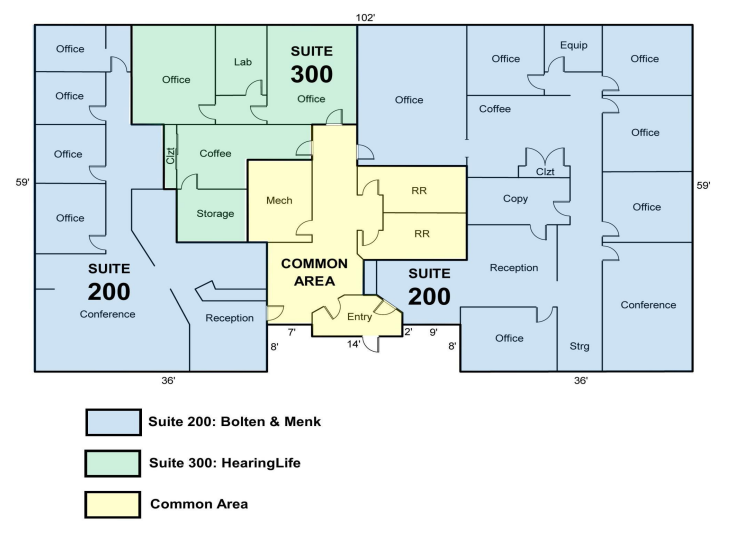 102'
Office
Office
Lab
SUITE
300
Office
Office
Office
Equip
Office
Office
Coffee
Office
Office
Clzt
Coffee
Office
Clzt
59'
Mech
RR
Copy
59'
Office
Storage
RR
Office
SUITE
200
Conference
COMMON
AREA
SUITE
200
Reception
Reception
Entry
Conference
7'
14'
2'
9'
8'
8'
Office
Strg
36'
36'
Suite 200: Bolten & Menk
Suite 300: HearingLife
Common Area